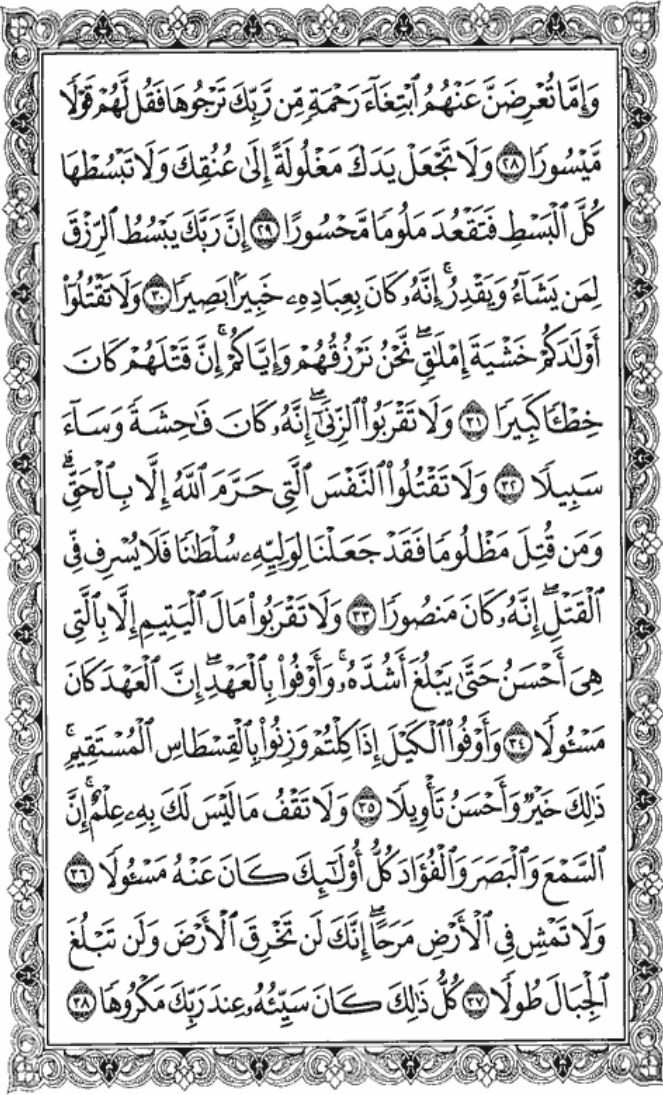 وَإِمَّا تُعْرِضَنَّ عَنْهُمُ ٱبْتِغَآءَ رَحْمَةٍ مِّن رَّبِّكَ تَرْجُوهَا فَقُل لَّهُمْ قَوْلًا
مَّيْسُورًا ٢٨ وَلَا تَجْعَلْ يَدَكَ مَغْلُولَةً إِلَىٰ عُنُقِكَ وَلَا تَبْسُطْهَا
كُلَّ ٱلْبَسْطِ فَتَقْعُدَ مَلُومًا مَّحْسُورًا ٢٩ إِنَّ رَبَّكَ يَبْسُطُ ٱلرِّزْقَ
لِمَن يَشَآءُ وَيَقْدِرُ ۚ إِنَّهُۥ كَانَ بِعِبَادِهِۦ خَبِيرًۢا بَصِيرًا ٣٠ وَلَا تَقْتُلُوٓا۟
أَوْلَـٰدَكُمْ خَشْيَةَ إِمْلَـٰقٍ ۖ نَّحْنُ نَرْزُقُهُمْ وَإِيَّاكُمْ ۚ إِنَّ قَتْلَهُمْ كَانَ
خِطْـًٔا كَبِيرًا ٣١ وَلَا تَقْرَبُوا۟ ٱلزِّنَىٰٓ ۖ إِنَّهُۥ كَانَ فَـٰحِشَةً وَسَآءَ
سَبِيلًا ٣٢ وَلَا تَقْتُلُوا۟ ٱلنَّفْسَ ٱلَّتِى حَرَّمَ ٱللَّهُ إِلَّا بِٱلْحَقِّ ۗ
وَمَن قُتِلَ مَظْلُومًا فَقَدْ جَعَلْنَا لِوَلِيِّهِۦ سُلْطَـٰنًا فَلَا يُسْرِف فِّى
ٱلْقَتْلِ ۖ إِنَّهُۥ كَانَ مَنصُورًا ٣٣ وَلَا تَقْرَبُوا۟ مَالَ ٱلْيَتِيمِ إِلَّا بِٱلَّتِى
هِىَ أَحْسَنُ حَتَّىٰ يَبْلُغَ أَشُدَّهُۥ ۚ وَأَوْفُوا۟ بِٱلْعَهْدِ ۖ إِنَّ ٱلْعَهْدَ كَانَ
مَسْـُٔولًا ٣٤ وَأَوْفُوا۟ ٱلْكَيْلَ إِذَا كِلْتُمْ وَزِنُوا۟ بِٱلْقِسْطَاسِ ٱلْمُسْتَقِيمِ ۚ
ذَٰلِكَ خَيْرٌ وَأَحْسَنُ تَأْوِيلًا ٣٥ وَلَا تَقْفُ مَا لَيْسَ لَكَ بِهِۦ عِلْمٌ ۚ إِنَّ
ٱلسَّمْعَ وَٱلْبَصَرَ وَٱلْفُؤَادَ كُلُّ أُو۟لَـٰٓئِكَ كَانَ عَنْهُ مَسْـُٔولًا ٣٦
وَلَا تَمْشِ فِى ٱلْأَرْضِ مَرَحًا ۖ إِنَّكَ لَن تَخْرِقَ ٱلْأَرْضَ وَلَن تَبْلُغَ
ٱلْجِبَالَ طُولًا ٣٧ كُلُّ ذَٰلِكَ كَانَ سَيِّئُهُۥ عِندَ رَبِّكَ مَكْرُوهًا ٣٨